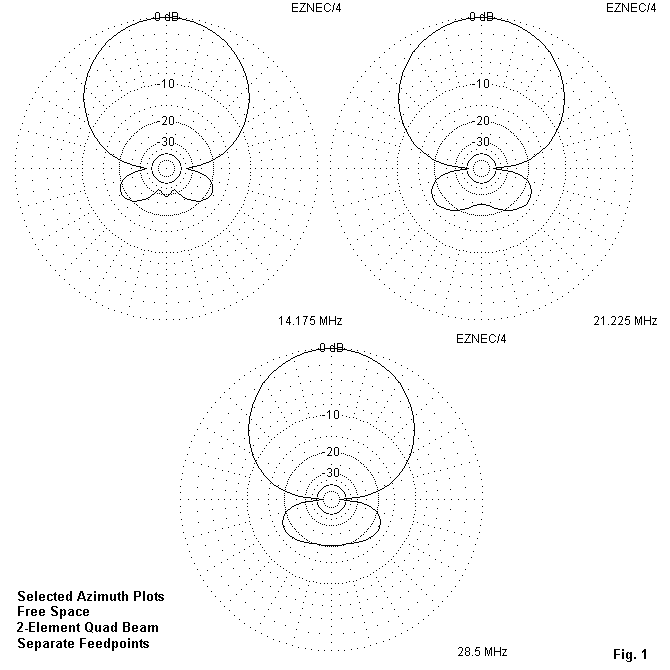 EZNEC/4
EZNEC/4
0 dB
0 dB
-10
-10
-20
-20
-30
-30
14.175 MHz
21.225 MHz
EZNEC/4
0 dB
-10
-20
-30
Selected Azimuth Plots
Free Space
2-Element Quad Beam
Separate Feedpoints
28.5 MHz
Fig. 1